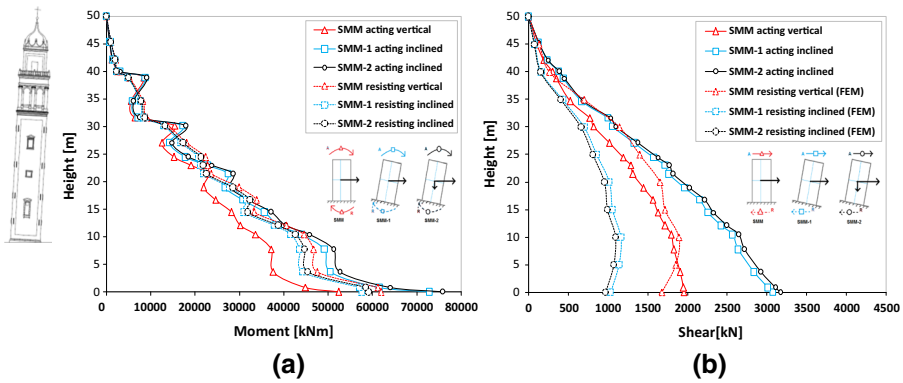 (a)
Height [m]
50
45
40
35
30
25
20
15
10
5
0
0 10000 20000 30000 40000 50000 60000 70000 80000
Moment [kNm]
SMM acting vertical
SMM-1 acting inclined
SMM-2 acting inclined
SMM resisting vertical
SMM-1 resisting inclined
SMM-2 resisting inclined
A A A
R R R
SMM SMM-1 SMM-2
(b)
Height [m]
50
45
40
35
30
25
20
15
10
5
0
0 500 1000 1500 2000 2500 3000 3500 4000 4500
Shear[kN]
SMM acting vertical
SMM-1 acting inclined
SMM-2 acting inclined
SMM resisting vertical (FEM)
SMM-1 resisting inclined (FEM)
SMM-2 resisting inclined (FEM)
A A A
R R R
SMM SMM-1 SMM-2